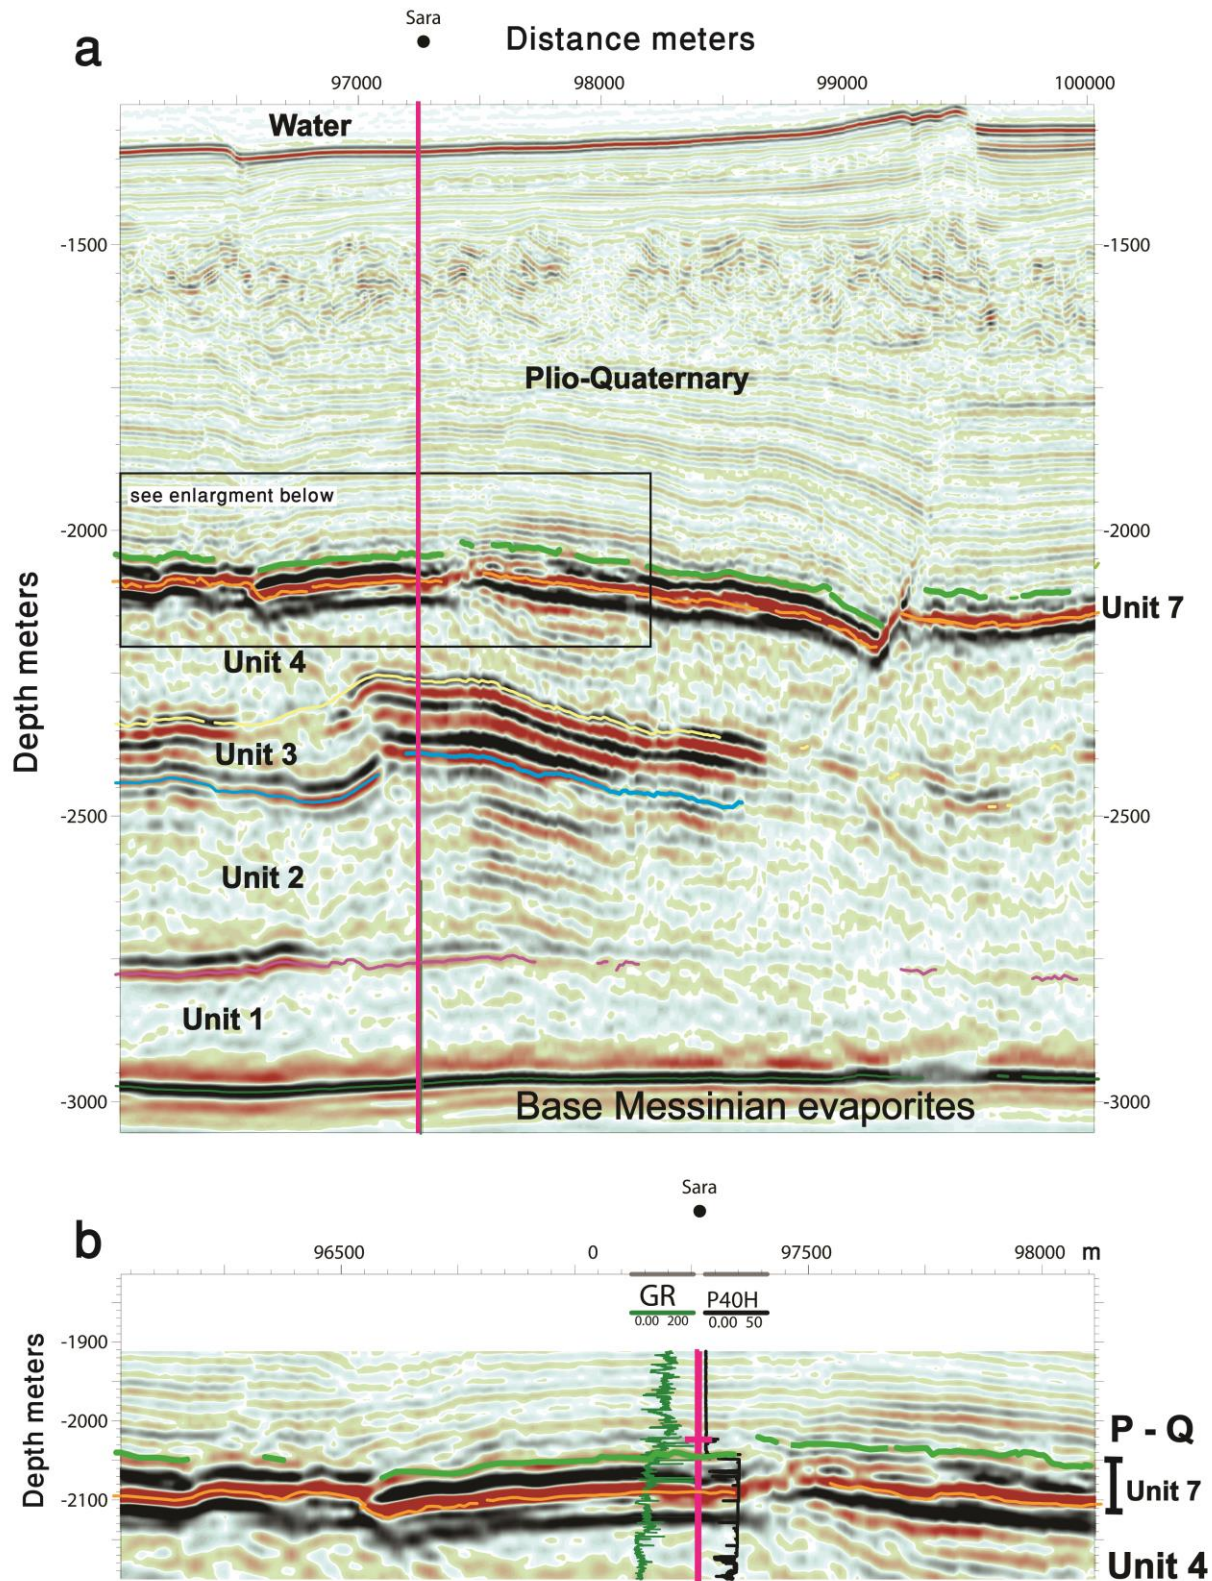 Sara
a
Distance meters
97000 98000 99000 100000
Water
-1500 -1500
Plio-Quaternary
see enlargment below
-2000 -2000
Depth meters
Unit 7
Unit 4
Unit 3
-2500 -2500
Unit 2
Unit 1
-3000 -3000
Base Messinian evaporites
Sara
b
96500 0 97500 98000 m
GR P40H
0.00 200 0.00 50
-1900
Depth meters
-2000
P - Q
Unit 7
-2100
Unit 4